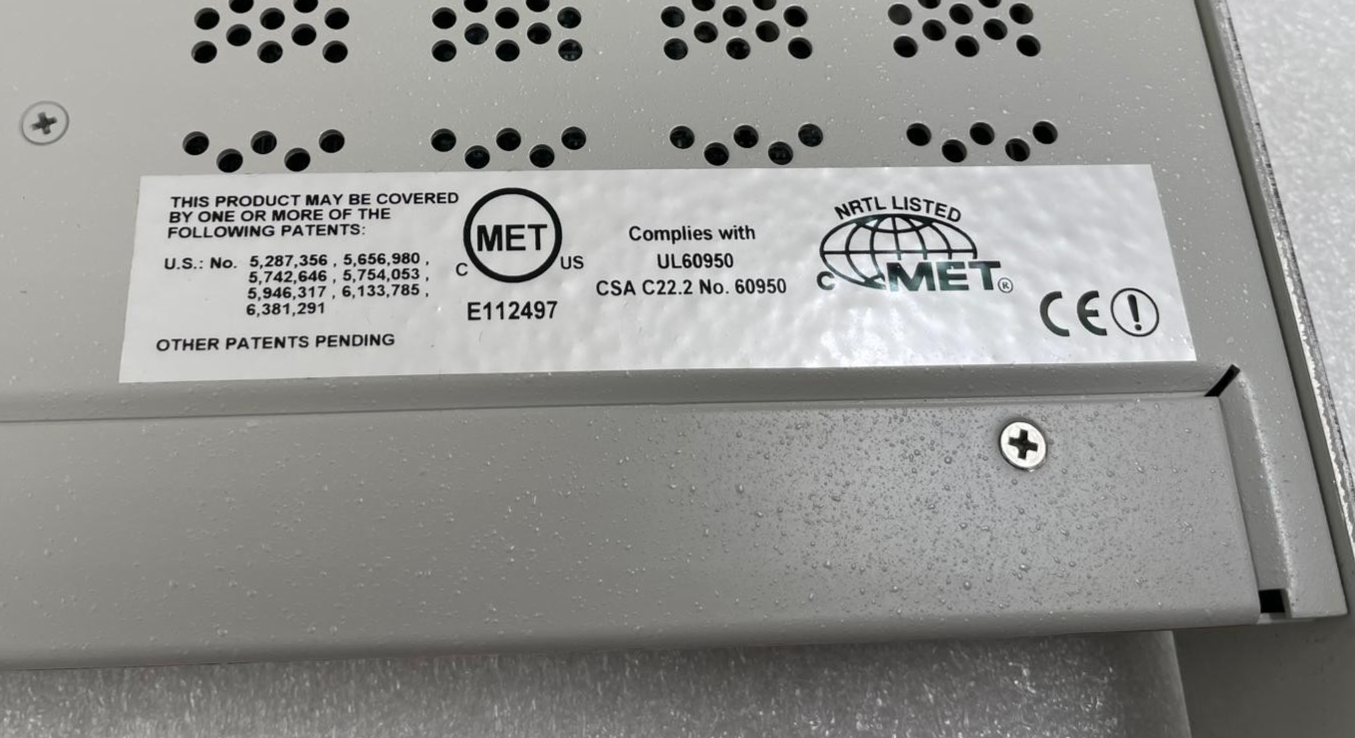 THIS PRODUCT MAY BE COVERED
BY ONE OR MORE OF THE
FOLLOWING PATENTS:
U.S.: No. 5,287,356 , 5,656,980 ,
5,742,646 , 5,754,053 ,
5,946,317 , 6,133,785 ,
6,381,291
OTHER PATENTS PENDING
MET
C US
E112497
Complies with
UL60950
CSA C22.2 No. 60950
NRTL LISTED
C MET®
CE